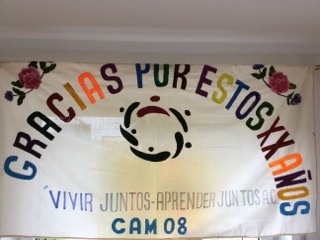 GRACIAS POR ESTOS XX AÑOS
"VIVIR JUNTOS-APRENDER JUNTOS A.C
CAM 08